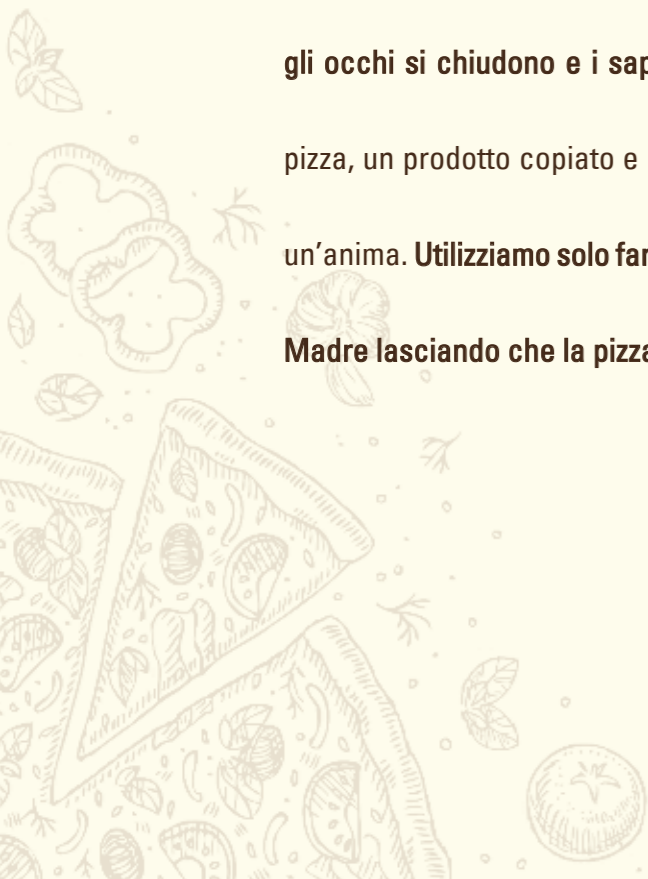 gli occhi si chiudono e i sap
pizza, un prodotto copiato e
un’anima. Utilizziamo solo far
Madre lasciando che la pizza